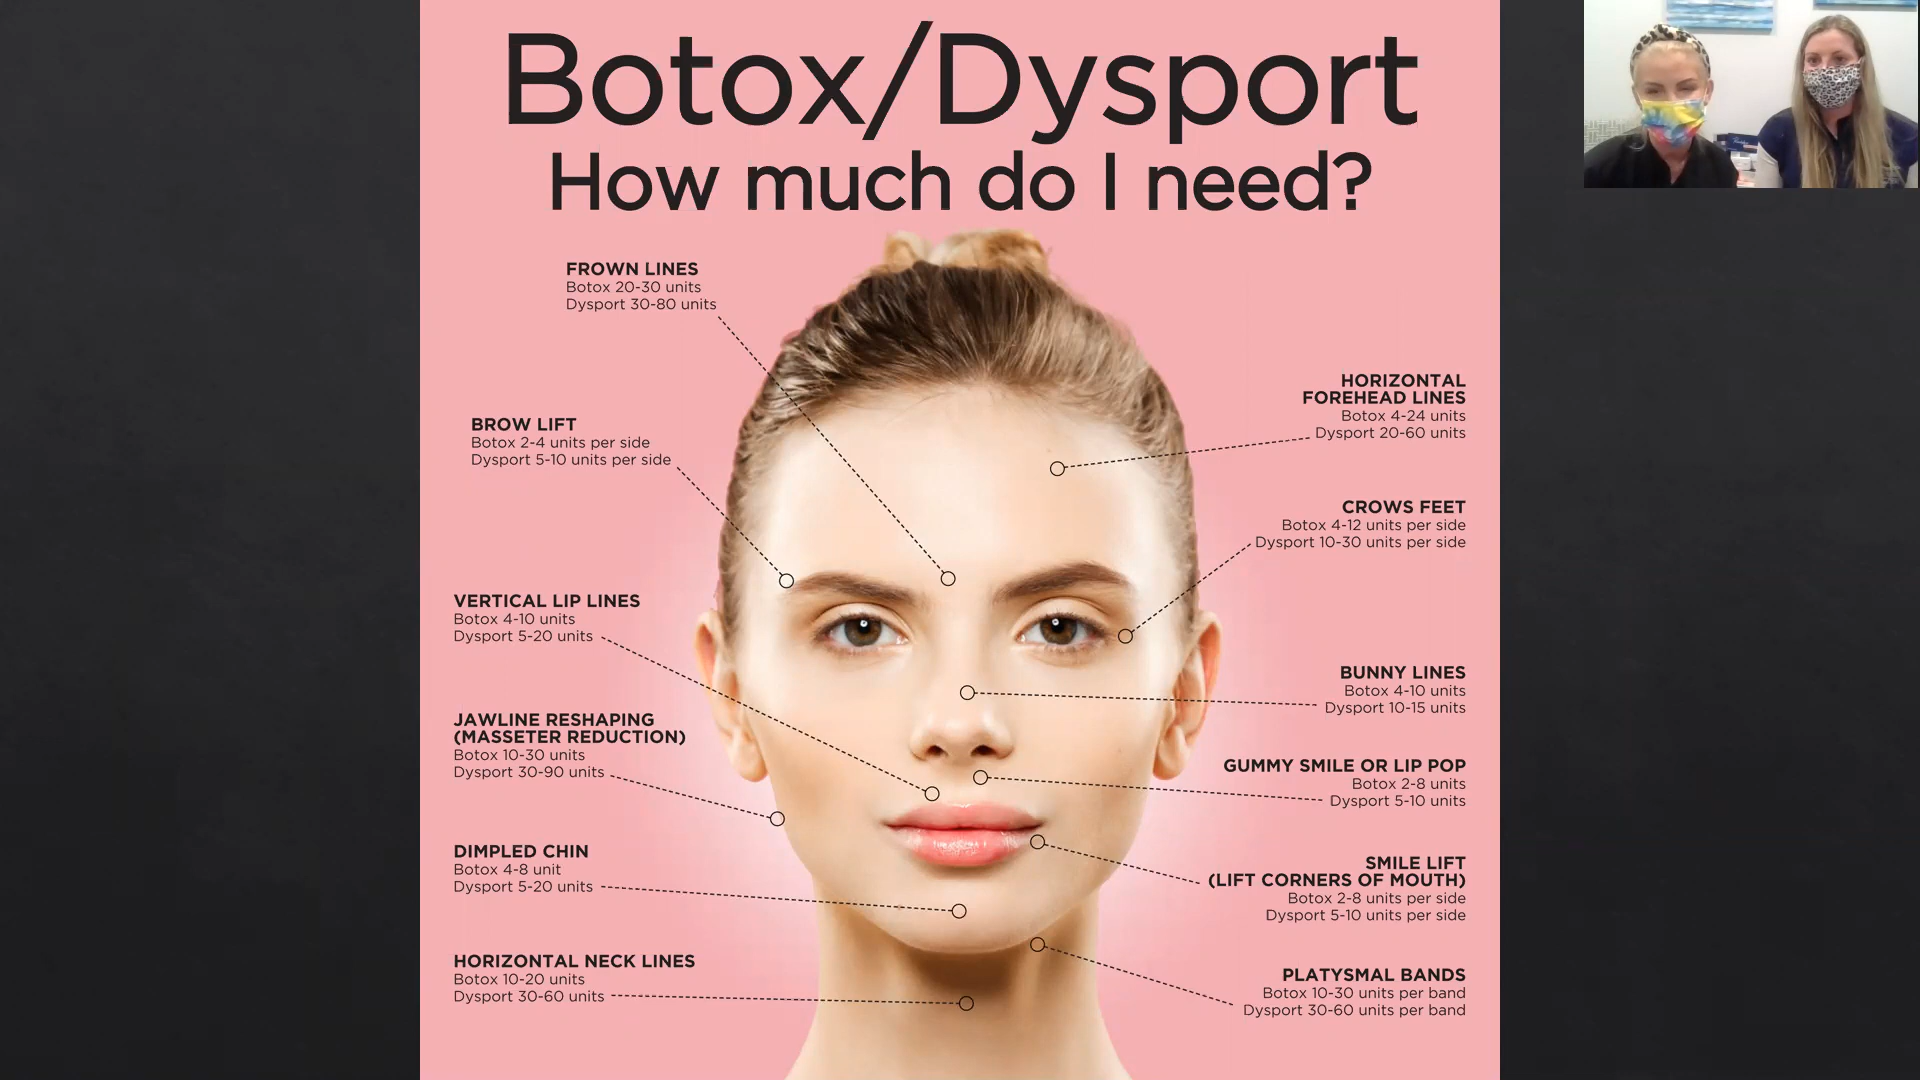 Botox/Dysport
How much do I need?
FROWN LINES
Botox 20-30 units
Dysport 30-80 units
BROW LIFT
Botox 2-4 units per side
Dysport 5-10 units per side
VERTICAL LIP LINES
Botox 4-10 units
Dysport 5-20 units
JAWLINE RESHAPING
(MASSETER REDUCTION)
Botox 10-30 units
Dysport 30-90 units
DIMPLED CHIN
Botox 4-8 unit
Dysport 5-20 units
HORIZONTAL NECK LINES
Botox 10-20 units
Dysport 30-60 units
HORIZONTAL
FOREHEAD LINES
Botox 4-24 units
Dysport 20-60 units
CROWS FEET
Botox 4-12 units per side
Dysport 10-30 units per side
BUNNY LINES
Botox 4-10 units
Dysport 10-15 units
GUMMY SMILE OR LIP POP
Botox 2-8 units
Dysport 5-10 units
SMILE LIFT
(LIFT CORNERS OF MOUTH)
Botox 2-8 units per side
Dysport 5-10 units per side
PLATYSMAL BANDS
Botox 10-30 units per band
Dysport 30-60 units per band